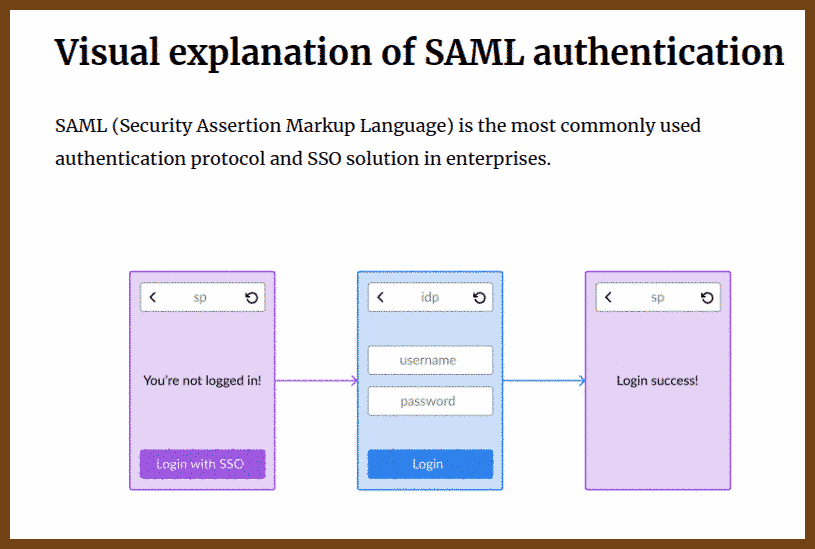 Visual explanation of SAML authentication
SAML (Security Assertion Markup Language) is the most commonly used
authentication protocol and SSO solution in enterprises.
sp
You're not logged in!
Login with SSO
idp
username
password
Login
sp
Login success!